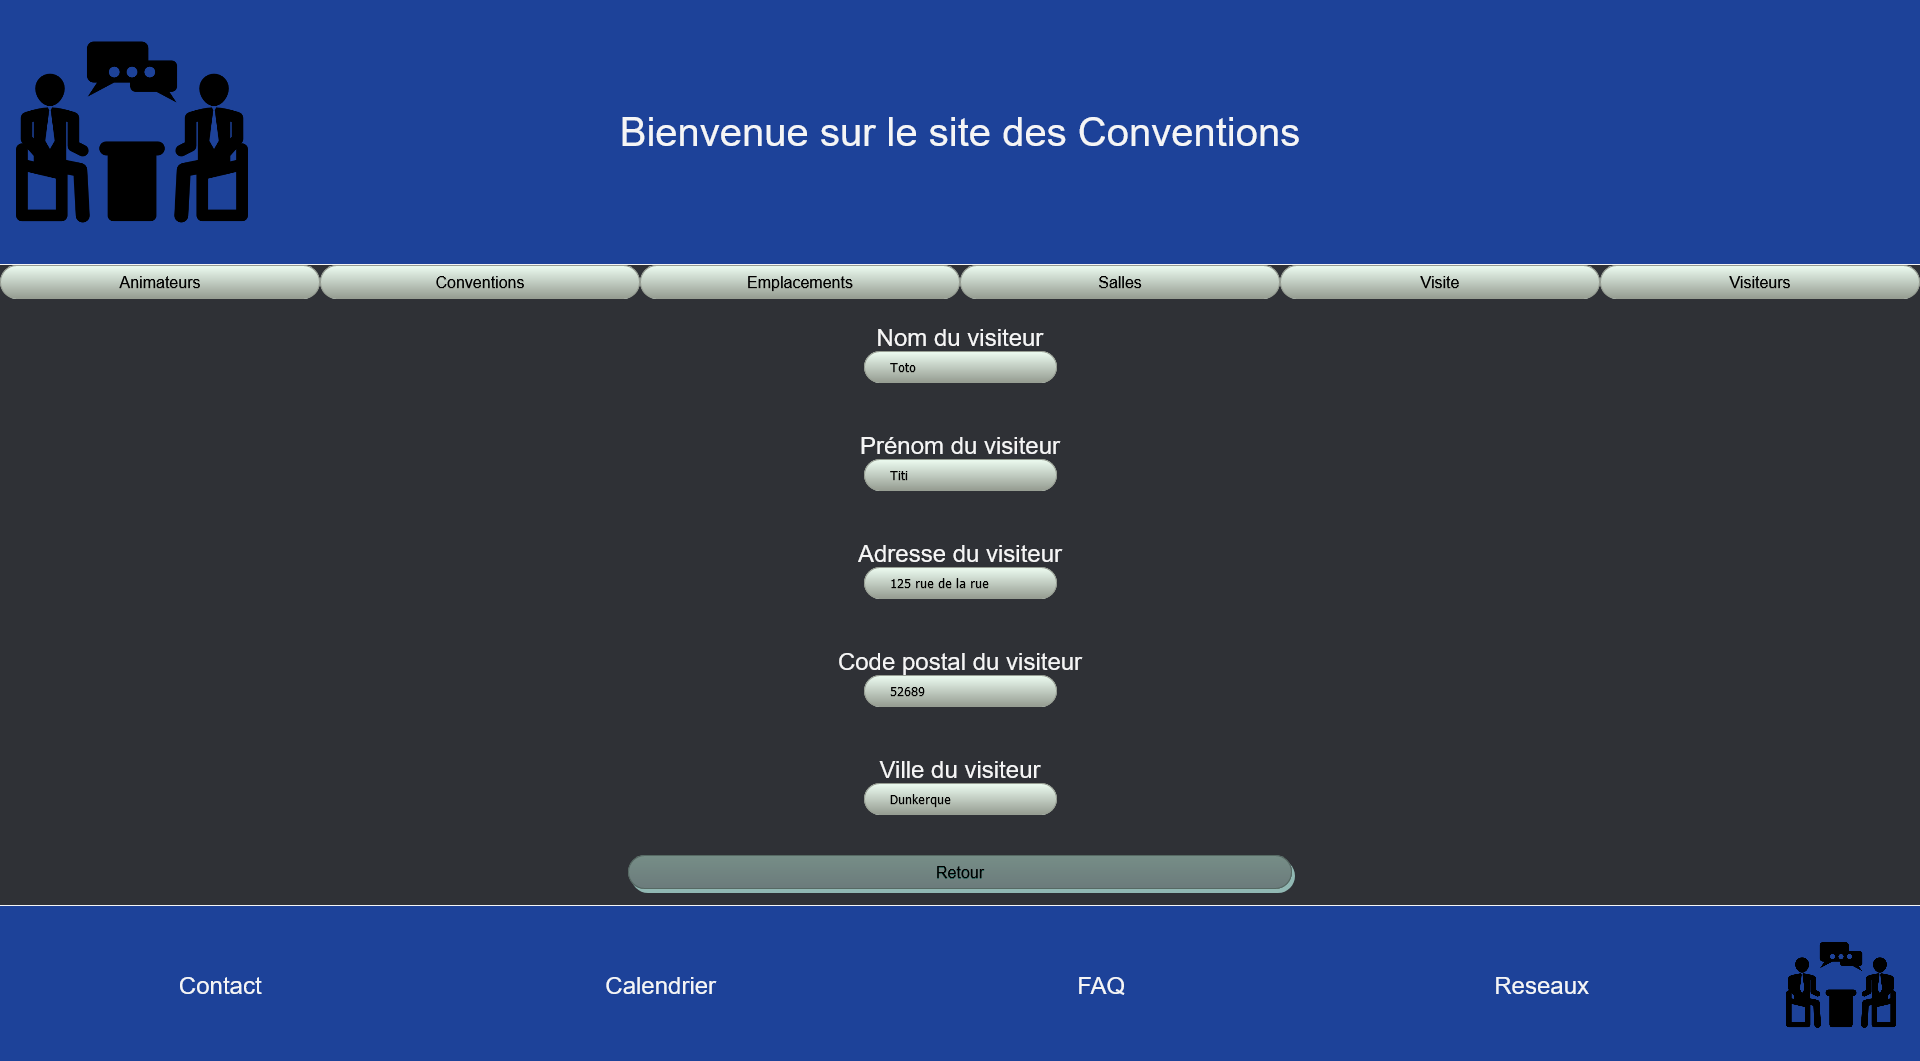 Bienvenue sur le site des Conventions
Animateurs Conventions Emplacements Salles Visite Visiteurs
Nom du visiteur
Toto
Prénom du visiteur
Titi
Adresse du visiteur
125 rue de la rue
Code postal du visiteur
52689
Ville du visiteur
Dunkerque
Retour
Contact Calendrier FAQ Reseaux